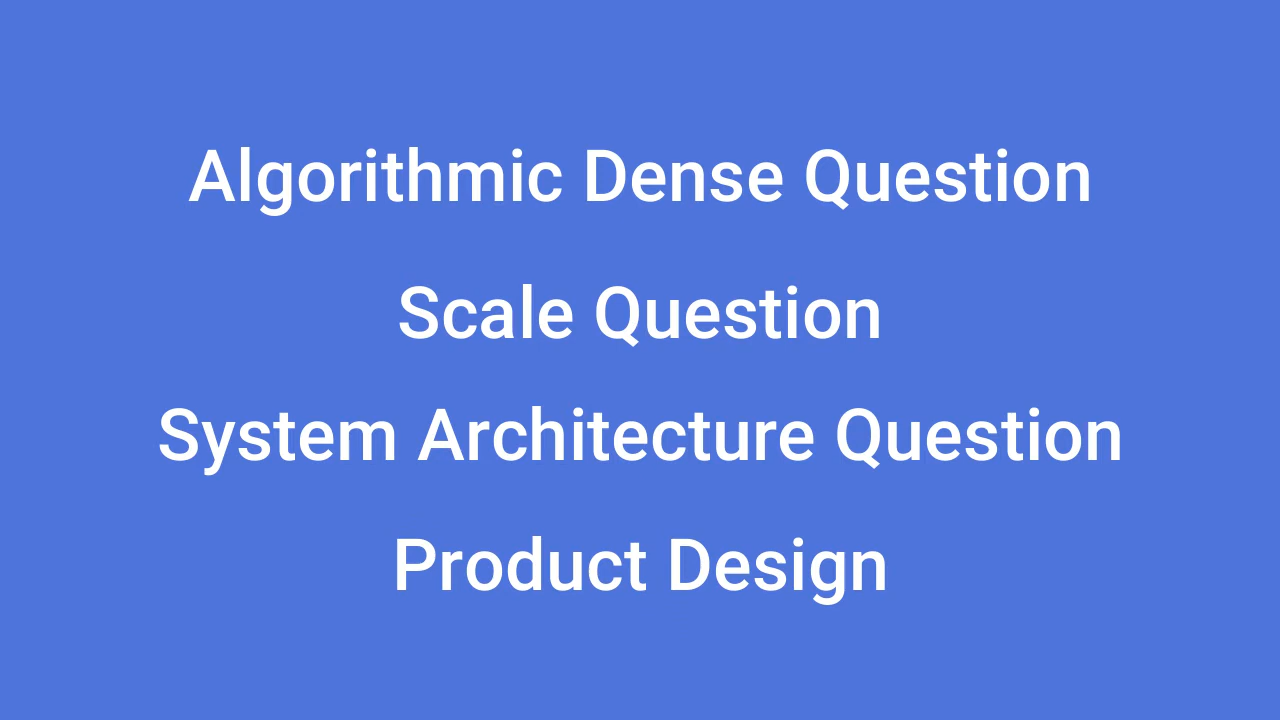 Algorithmic Dense Question
Scale Question
System Architecture Question
Product Design